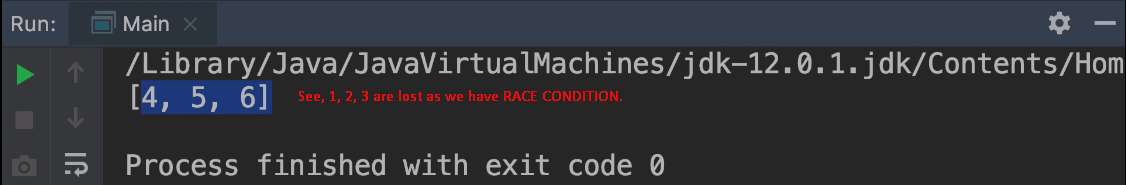 Run: Main
/Library/Java/JavaVirtualMachines/jdk-12.0.1.jdk/Contents/Hom
[4, 5, 6] See, 1, 2, 3 are lost as we have RACE CONDITION.
Process finished with exit code 0